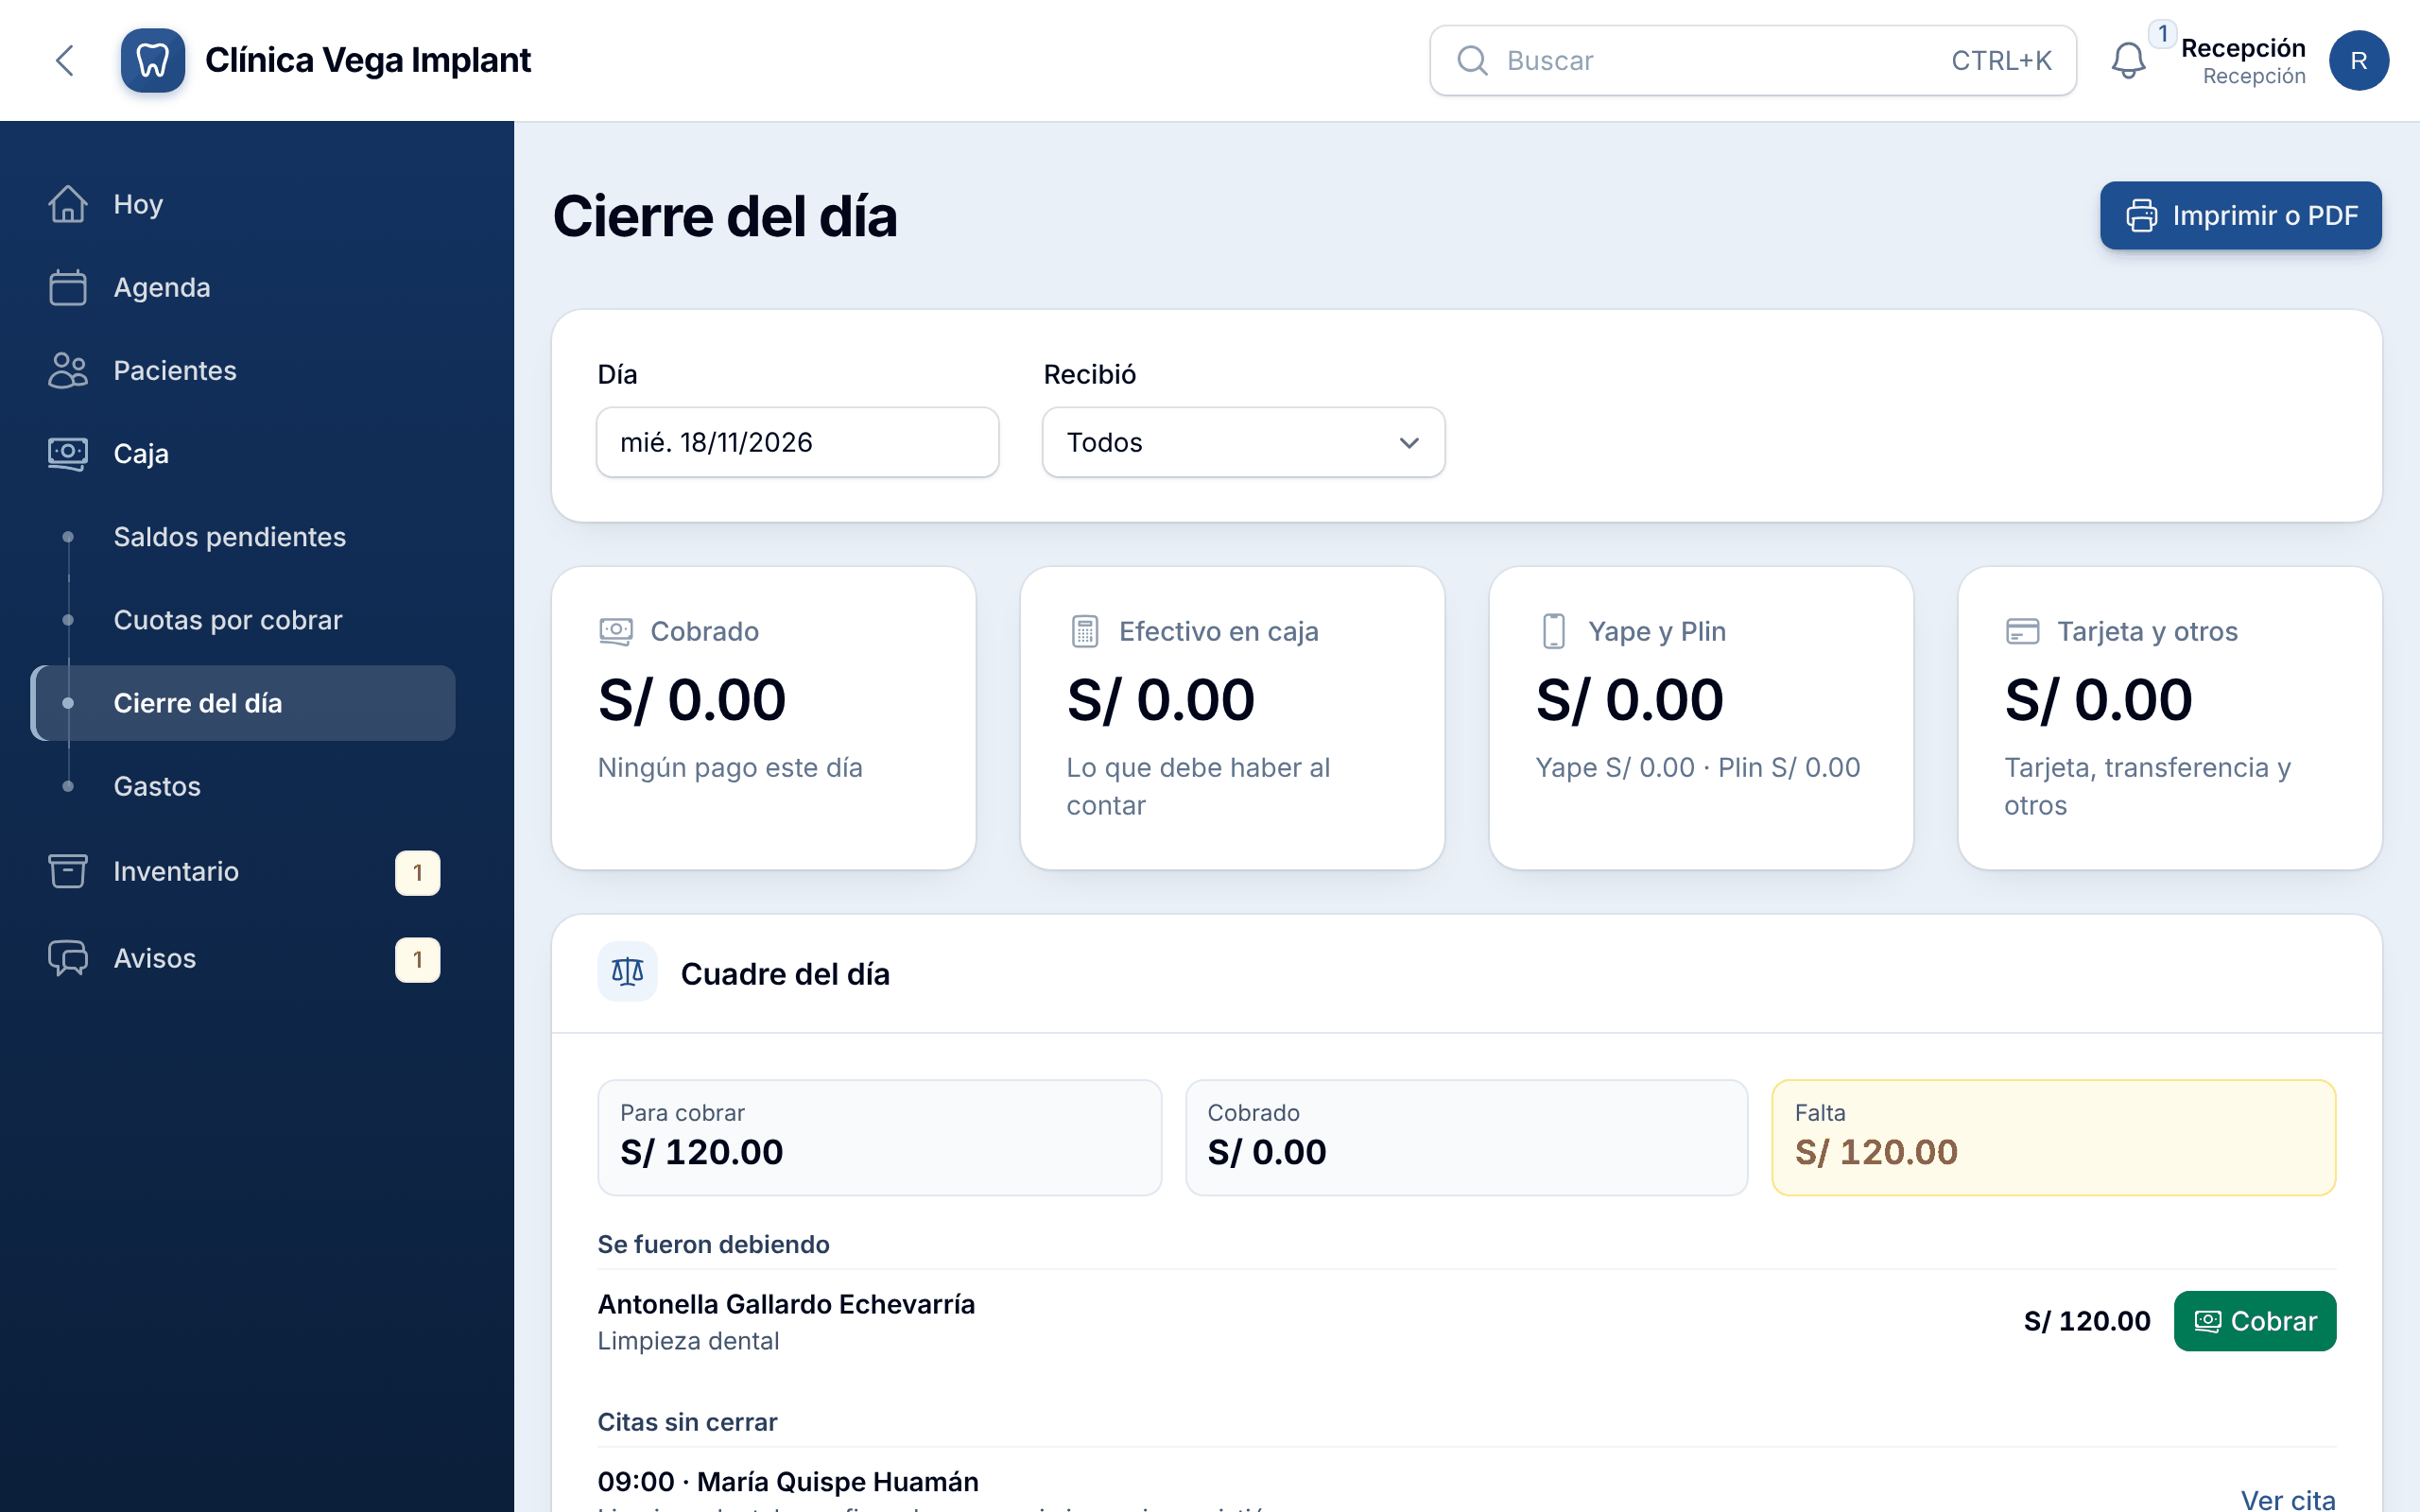 Clínica Vega Implant
Buscar
CTRL+K
1
Recepción
Recepción
R
Hoy
Agenda
Pacientes
Caja
Saldos pendientes
Cuotas por cobrar
Cierre del día
Gastos
Inventario
1
Avisos
1
Cierre del día
Imprimir o PDF
Día
mié. 18/11/2026
Recibió
Todos
Cobrado
S/ 0.00
Ningún pago este día
Efectivo en caja
S/ 0.00
Lo que debe haber al
contar
Yape y Plin
S/ 0.00
Yape S/ 0.00 · Plin S/ 0.00
Tarjeta y otros
S/ 0.00
Tarjeta, transferencia y
otros
Cuadre del día
Para cobrar
S/ 120.00
Cobrado
S/ 0.00
Falta
S/ 120.00
Se fueron debiendo
Antonella Gallardo Echevarría
Limpieza dental
S/ 120.00
Cobrar
Citas sin cerrar
09:00 · María Quispe Huamán
Ver cita